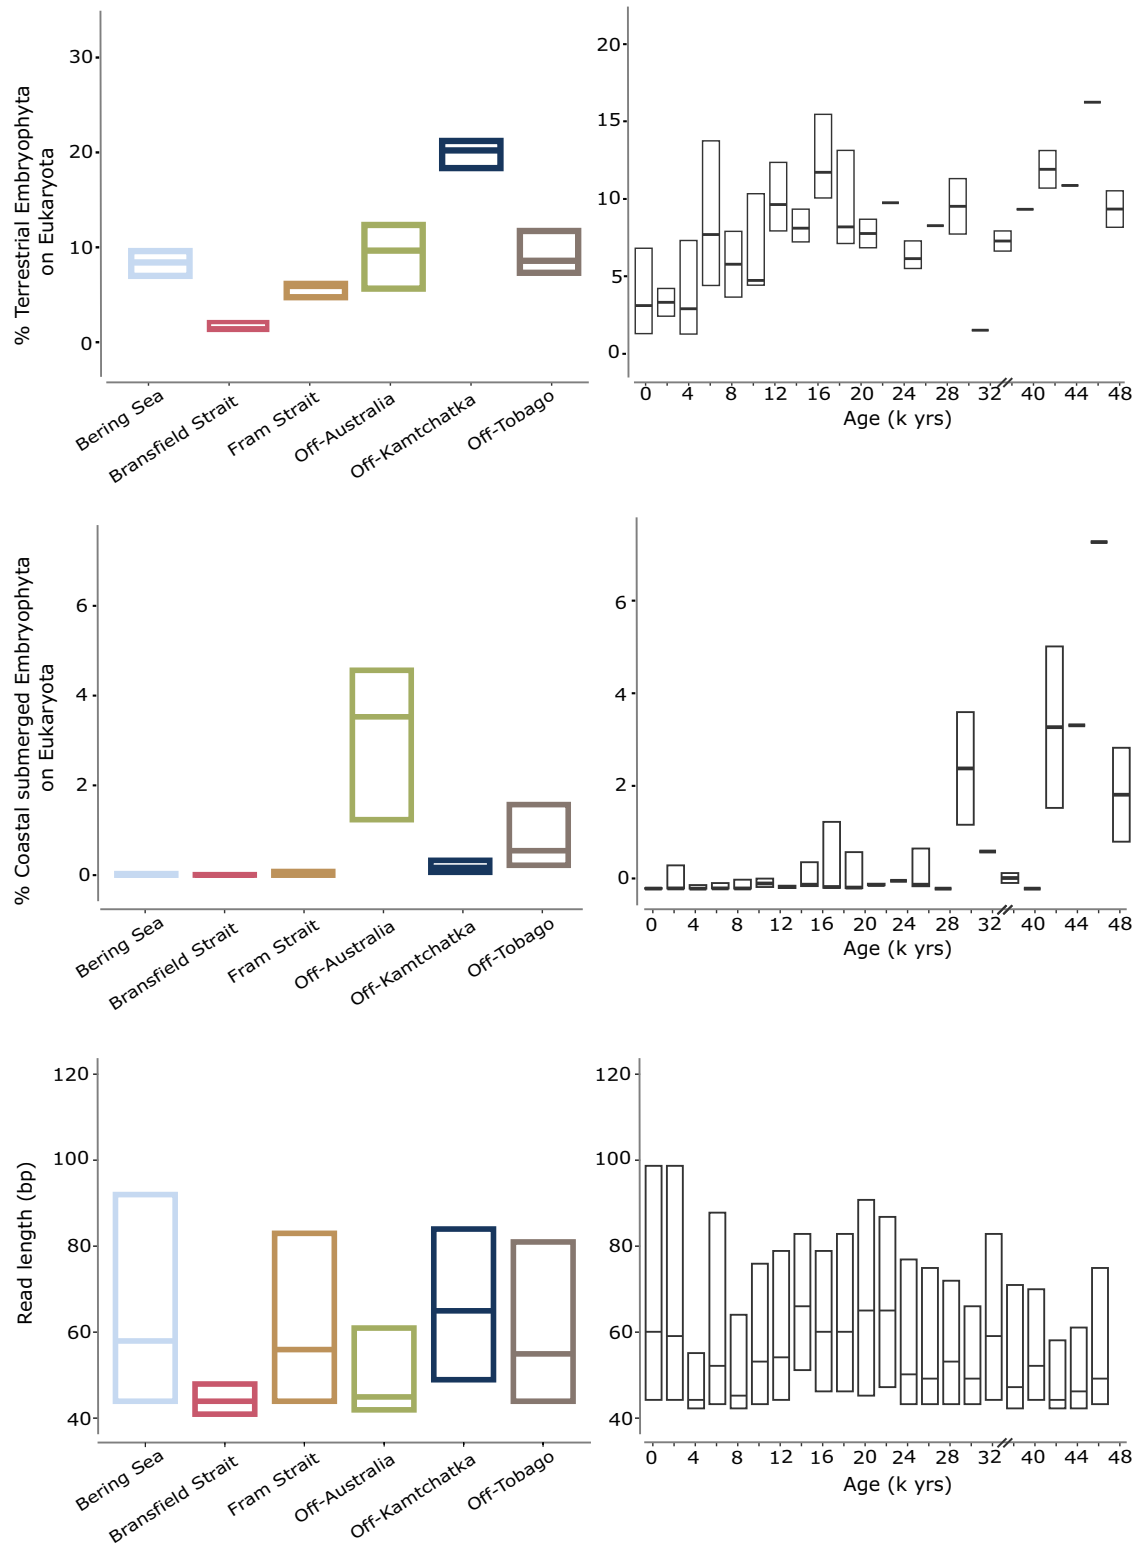 % Terrestrial Embryophyta
on Eukaryota
30
20
10
0
Bering Sea
Bransfield Strait
Fram Strait
Off-Australia
Off-Kamtchatka
Off-Tobago
20
15
10
5
0
0 4 8 12 16 20 24 28 32 40 44 48
Age (k yrs)
% Coastal submerged Embryophyta
on Eukaryota
6
4
2
0
Bering Sea
Bransfield Strait
Fram Strait
Off-Australia
Off-Kamtchatka
Off-Tobago
6
4
2
0
0 4 8 12 16 20 24 28 32 40 44 48
Age (k yrs)
Read length (bp)
120
100
80
60
40
Bering Sea
Bransfield Strait
Fram Strait
Off-Australia
Off-Kamtchatka
Off-Tobago
120
100
80
60
40
0 4 8 12 16 20 24 28 32 40 44 48
Age (k yrs)